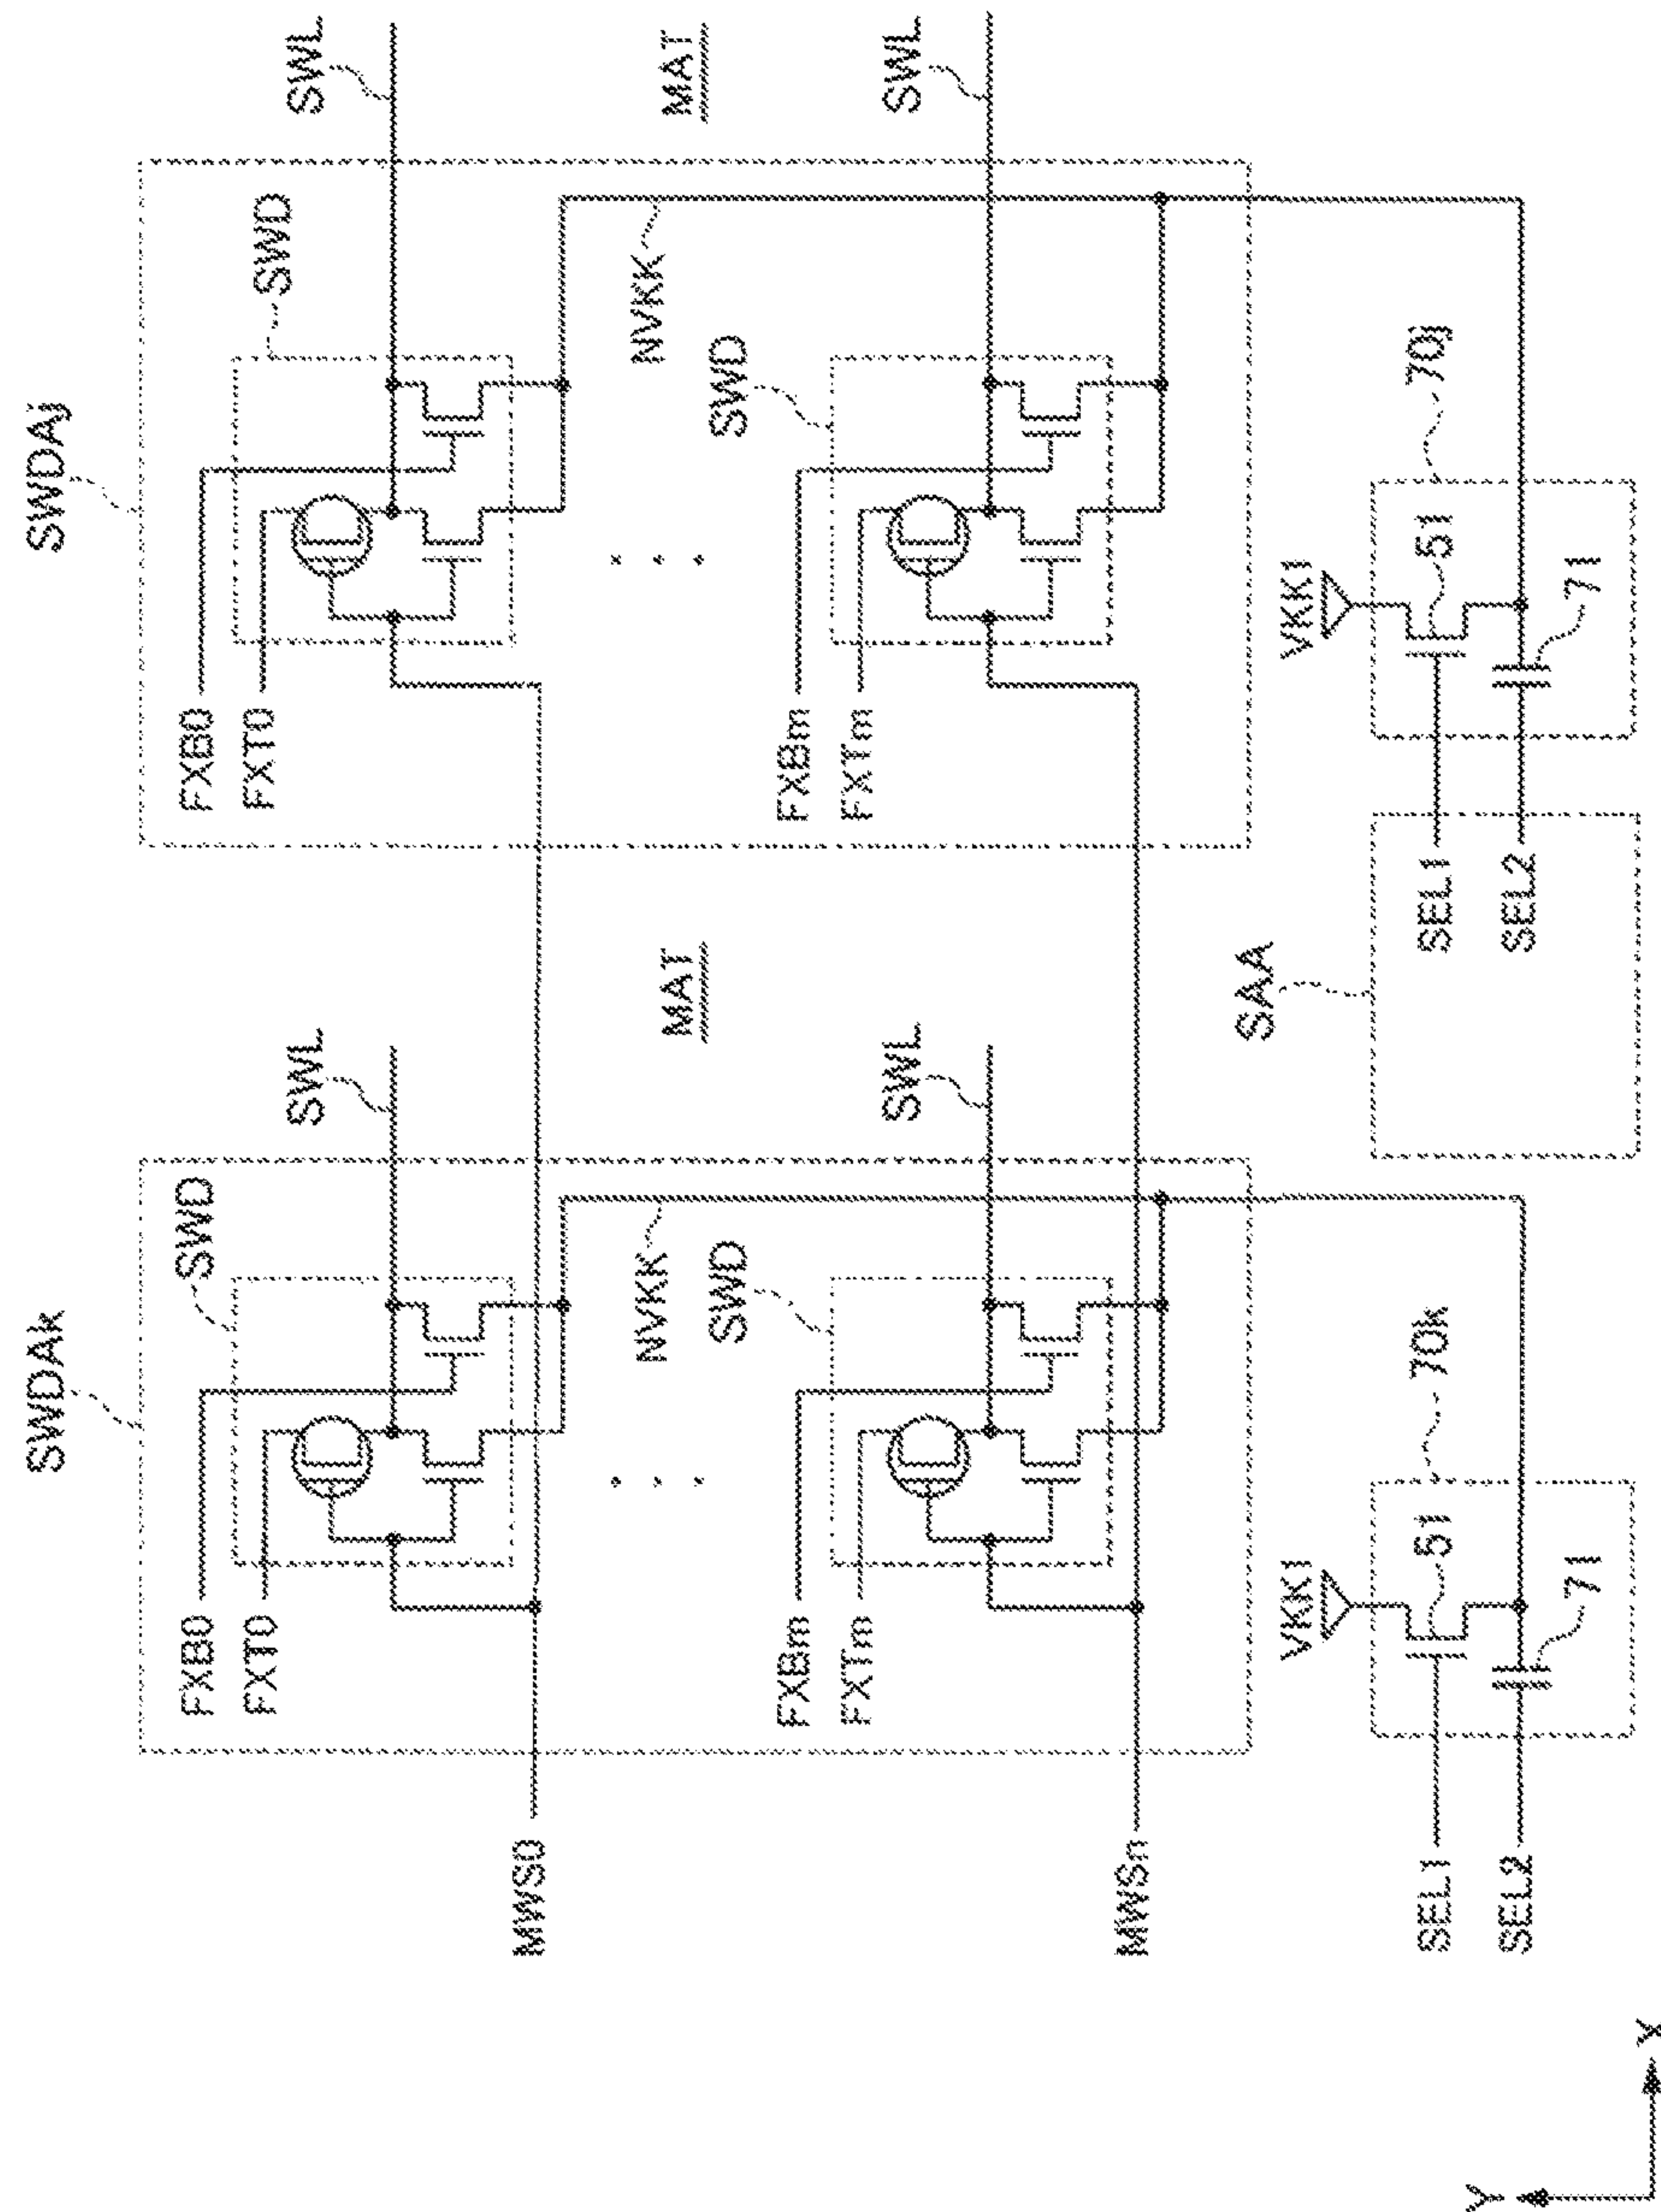 SWDAk
SWDAj
FXB0
SWD
FXB0
FXT0
FXT0
SWD
SWL
SWL
MWS0
NVKK
NVKK
MAT
MAT
SWD
SWD
FXBm
FXBm
FXTm
FXTm
SWL
SWL
MWSn
SAA
VKK1
VKK1
SEL1
51
70k
SEL1
51
70j
SEL2
SEL2
71
71
Y
X